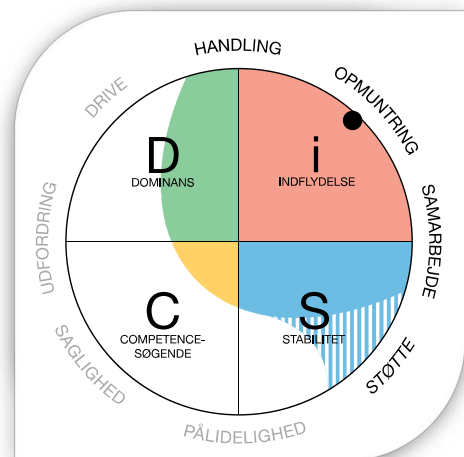 HANDLING
OPMUNTRING
DRIVE
D
DOMINANS
i
INDFLYDELSE
UDFORDRING
SAMARBEJDE
C
COMPETENCE-
SØGENDE
S
STABILITET
SAGLIGHED
STØTTE
PÅLIDELIGHED